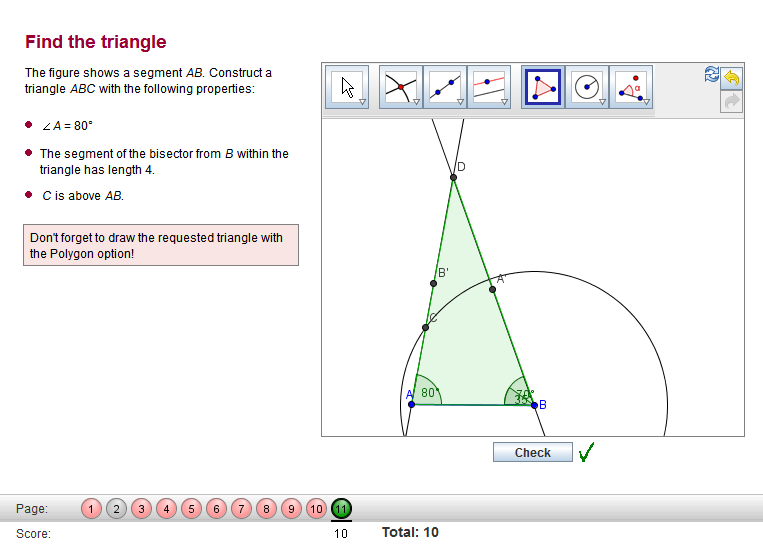 Find the triangle
The figure shows a segment AB. Construct a
triangle ABC with the following properties:
∠A = 80°
The segment of the bisector from B within the
triangle has length 4.
C is above AB.
Don't forget to draw the requested triangle with
the Polygon option!
α
D
B'
A'
C
A
80°
70°
35°
B
Check
Page:
1 2 3 4 5 6 7 8 9 10 11
Score:
10
Total: 10